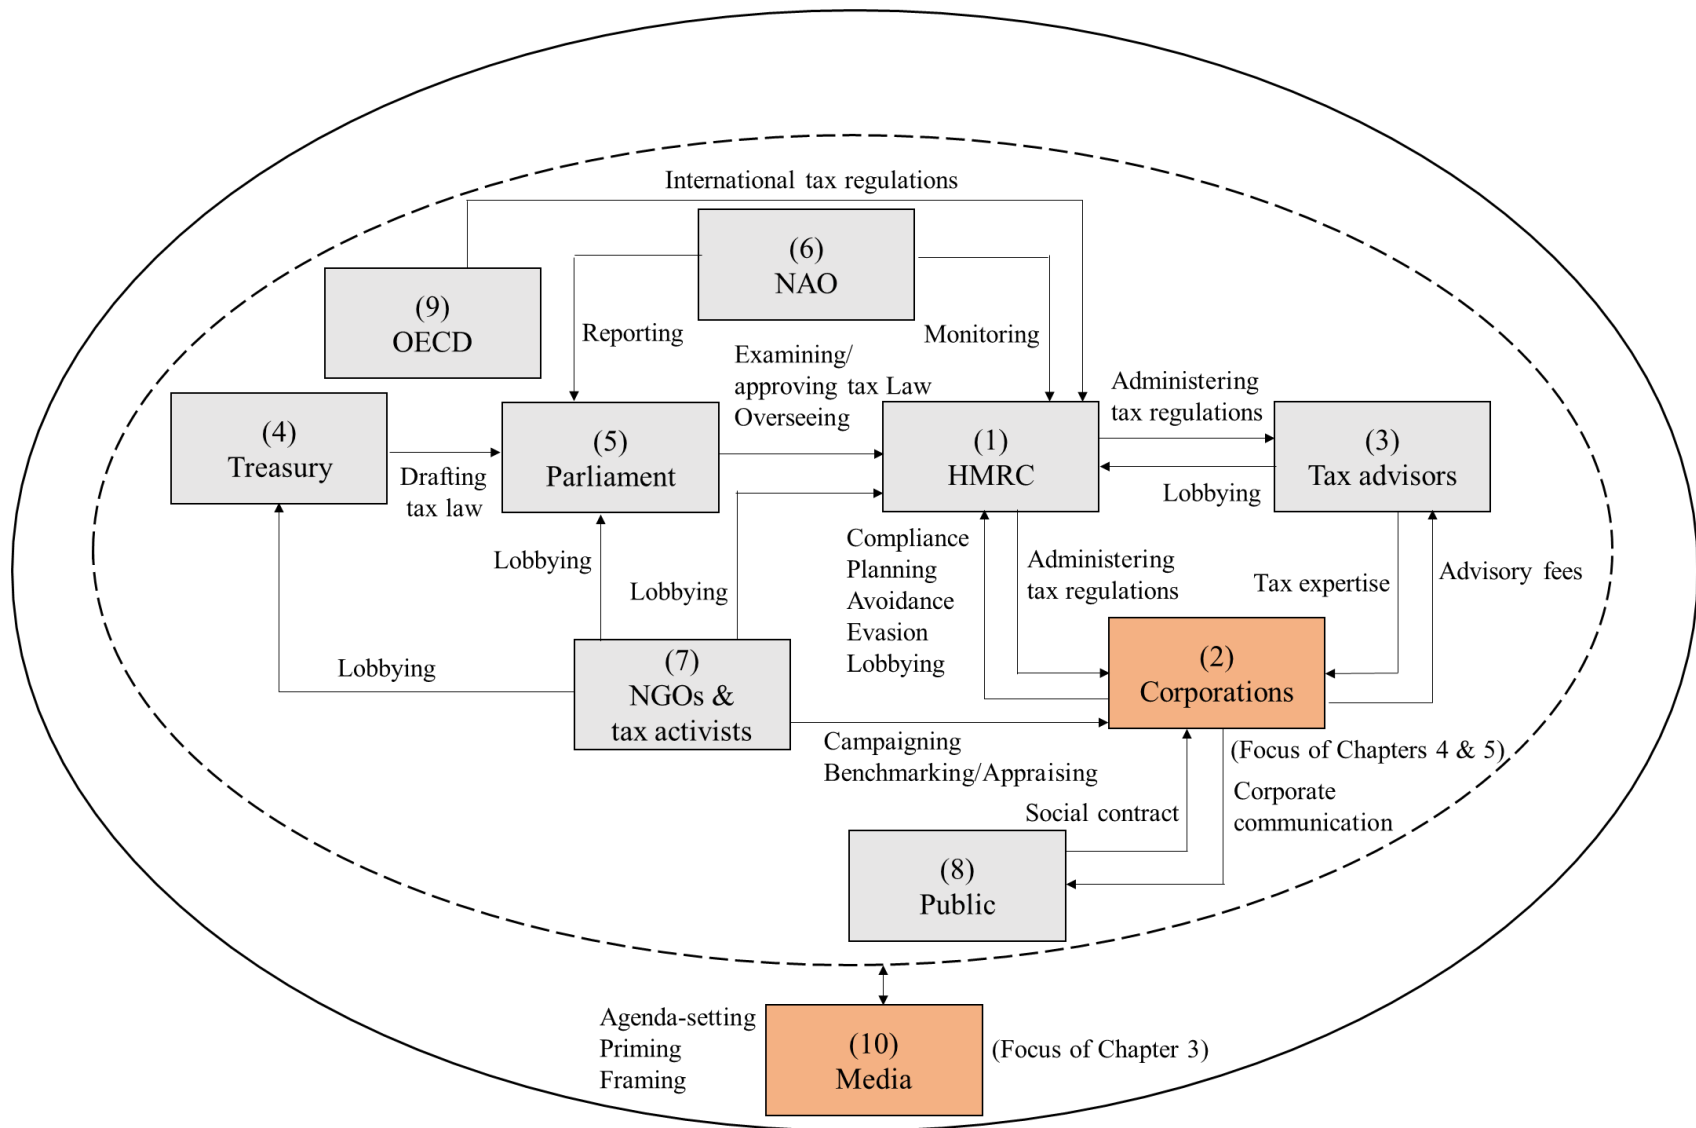 International tax regulations
(6)
NAO
(9)
OECD
Reporting
Monitoring
Examining/
approving tax Law
Overseeing
Administering
tax regulations
(4)
Treasury
(5)
Parliament
(1)
HMRC
(3)
Tax advisors
Drafting
tax law
Lobbying
Lobbying
Lobbying
Compliance
Planning
Avoidance
Evasion
Lobbying
Administering
tax regulations
Tax expertise
Advisory fees
Lobbying
(7)
NGOs &
tax activists
(2)
Corporations
Campaigning
Benchmarking/Appraising
(Focus of Chapters 4 & 5)
Social contract
Corporate
communication
(8)
Public
Agenda-setting
Priming
Framing
(10)
Media
(Focus of Chapter 3)